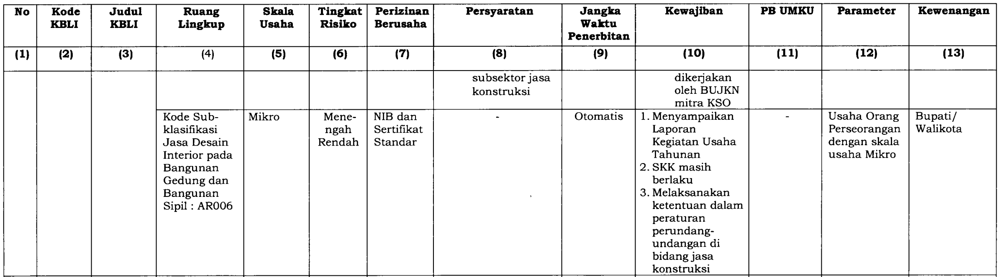 No
Kode
KBLI
Judul
KBLI
Ruang
Lingkup
Skala
Usaha
Tingkat
Risiko
Perizinan
Berusaha
Persyaratan
Jangka
Waktu
Penerbitan
Kewajiban
PB UMKU
Parameter
Kewenangan
(1)
(2)
(3)
(4)
(5)
(6)
(7)
(8)
(9)
(10)
(11)
(12)
(13)
subsektor jasa
konstruksi
dikerjakan
oleh BUJKN
mitra KSO
Kode Sub-
klasifikasi
Jasa Desain
Interior pada
Bangunan
Gedung dan
Bangunan
Sipil : AR006
Mikro
Mene-
ngah
Rendah
NIB dan
Sertifikat
Standar
-
Otomatis
1. Menyampaikan
Laporan
Kegiatan Usaha
Tahunan
2. SKK masih
berlaku
3. Melaksanakan
ketentuan dalam
peraturan
perundang-
undangan di
bidang jasa
konstruksi
-
Usaha Orang
Perseorangan
dengan skala
usaha Mikro
Bupati/
Walikota